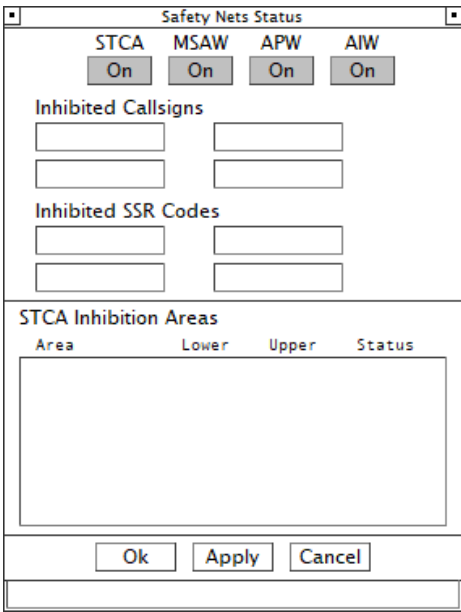 Safety Nets Status
STCA MSAW APW AIW
On On On On
Inhibited Callsigns
Inhibited SSR Codes
STCA Inhibition Areas
Area Lower Upper Status
Ok Apply Cancel